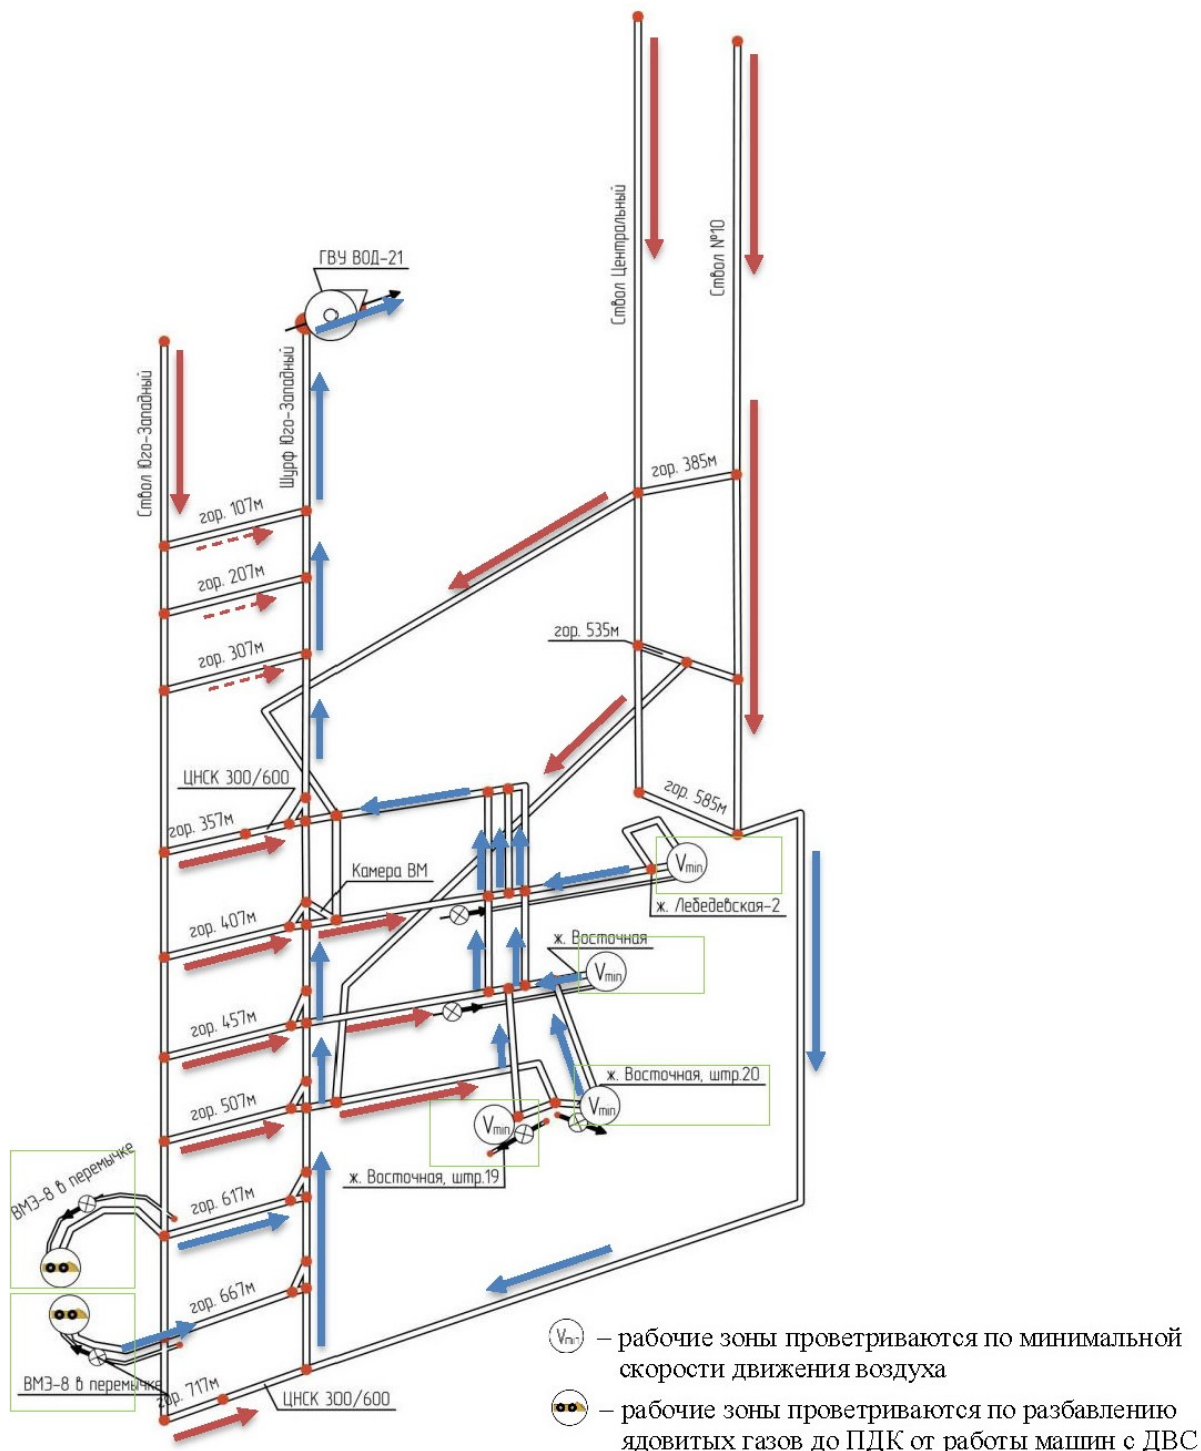 Ствол Центральный
Ствол №10
ГВУ ВОД-21
Ствол Юго-Западный
Шурф Юго-Западный
гор. 385м
гор. 107м
гор. 207м
гор. 535м
гор. 307м
ЦНСК 300/600
гор. 585м
гор. 357м
Vmin
Камера ВМ
ж. Лебедевская-2
гор. 407м
ж. Восточная
Vmin
гор. 457м
ж. Восточная, штр.20
гор. 507м
Vmin
Vmin
ВМЭ-8 в перемычке
ж. Восточная, штр.19
гор. 617м
гор. 667м
Vmin – рабочие зоны проветриваются по минимальной
скорости движения воздуха
ВМЭ-8 в перемычке
гор. 717м
ЦНСК 300/600
– рабочие зоны проветриваются по разбавлению
ядовитых газов до ПДК от работы машин с ДВС